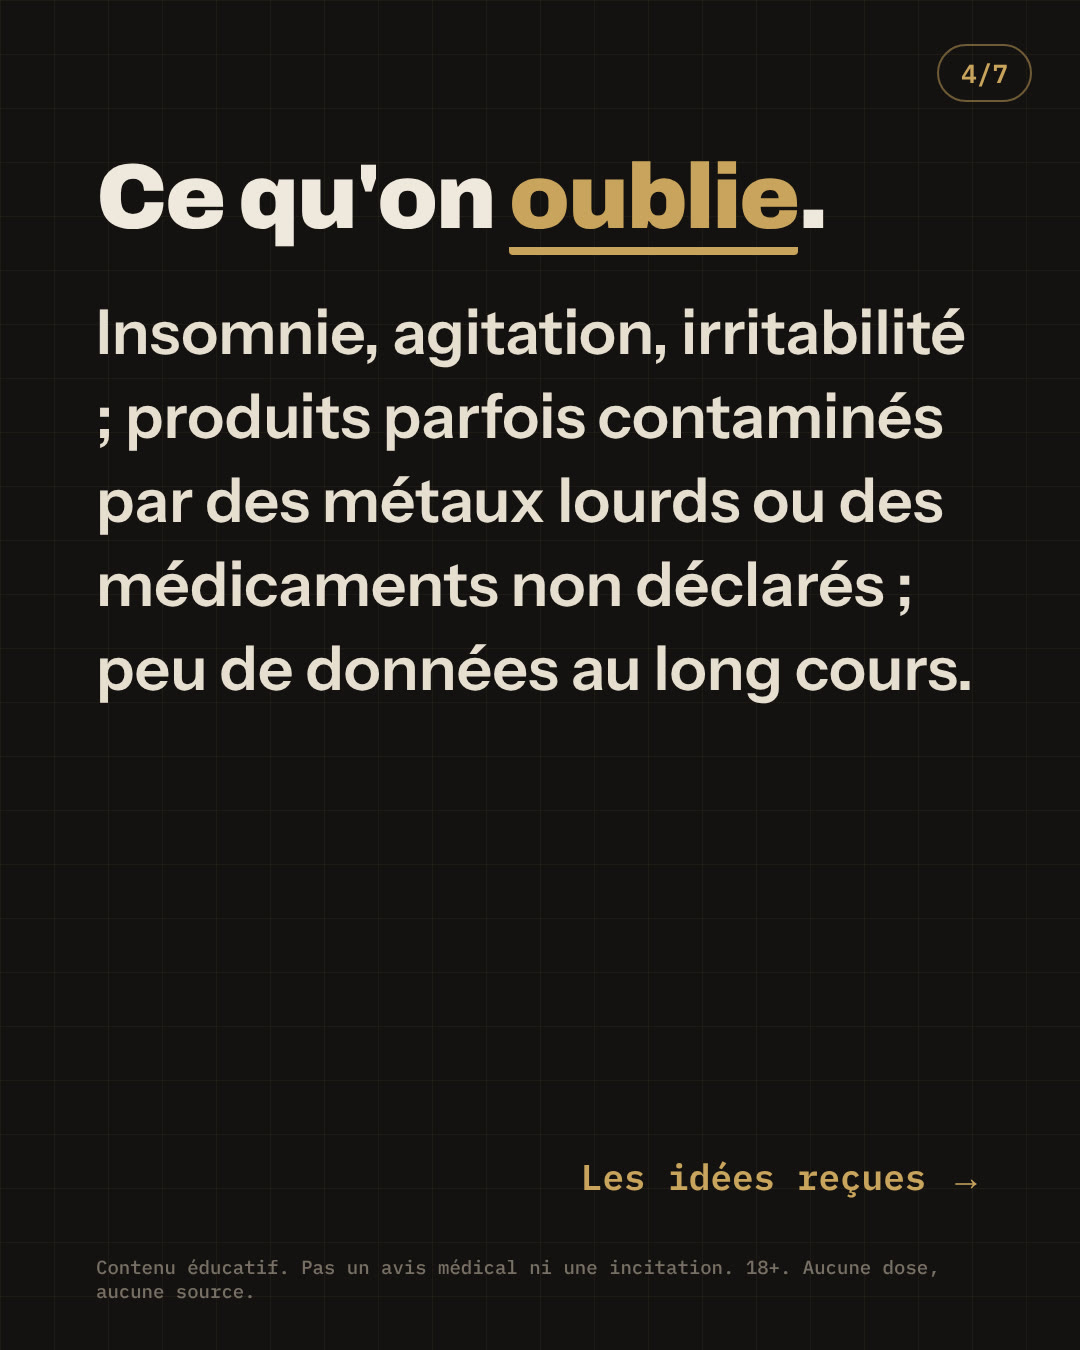 4/7
Ce qu'on oublie.
Insomnie, agitation, irritabilité
; produits parfois contaminés
par des métaux lourds ou des
médicaments non déclarés ;
peu de données au long cours.
Les idées reçues →
Contenu éducatif. Pas un avis médical ni une incitation. 18+. Aucune dose,
aucune source.